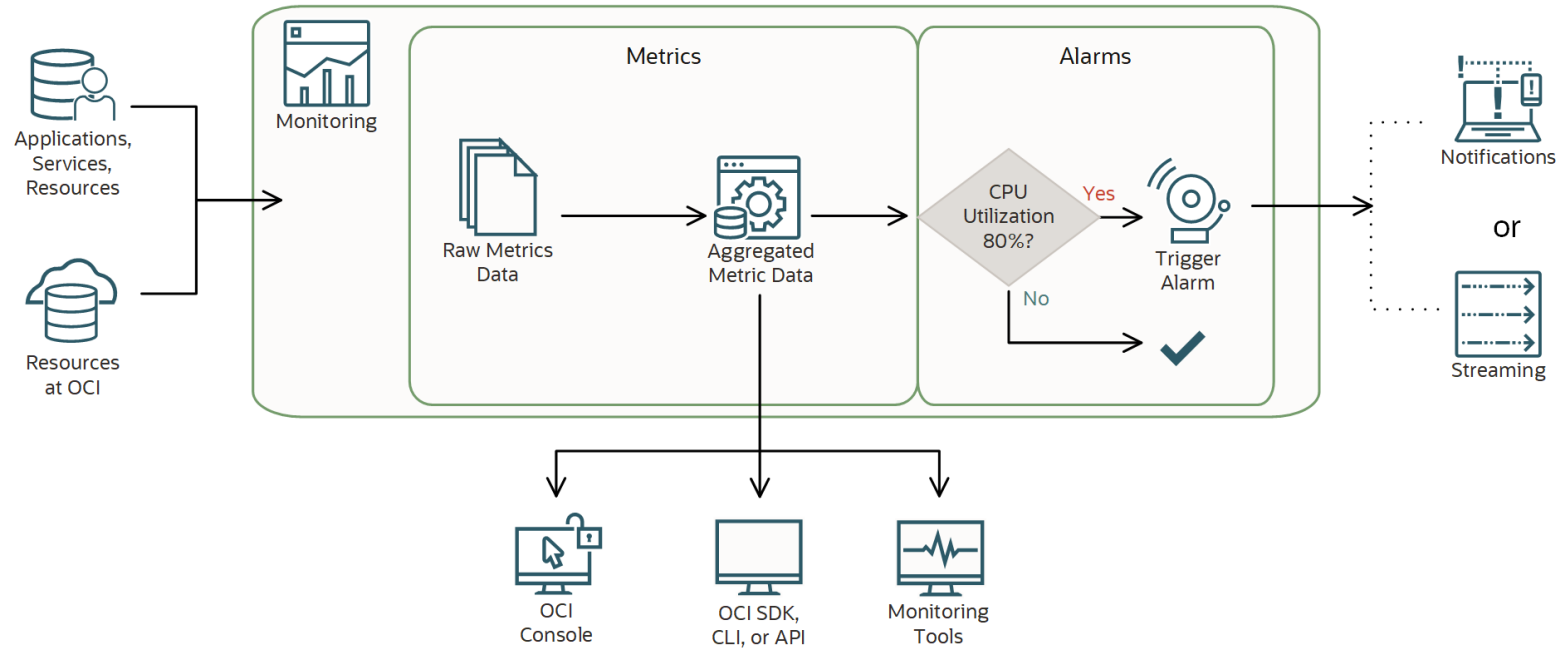 Applications,
Services,
Resources
Resources
at OCI
Monitoring
Metrics
Raw Metrics
Data
Aggregated
Metric Data
Alarms
CPU
Utilization
80%?
Yes
No
Trigger
Alarm
Notifications
or
Streaming
OCI
Console
OCI SDK,
CLI, or API
Monitoring
Tools